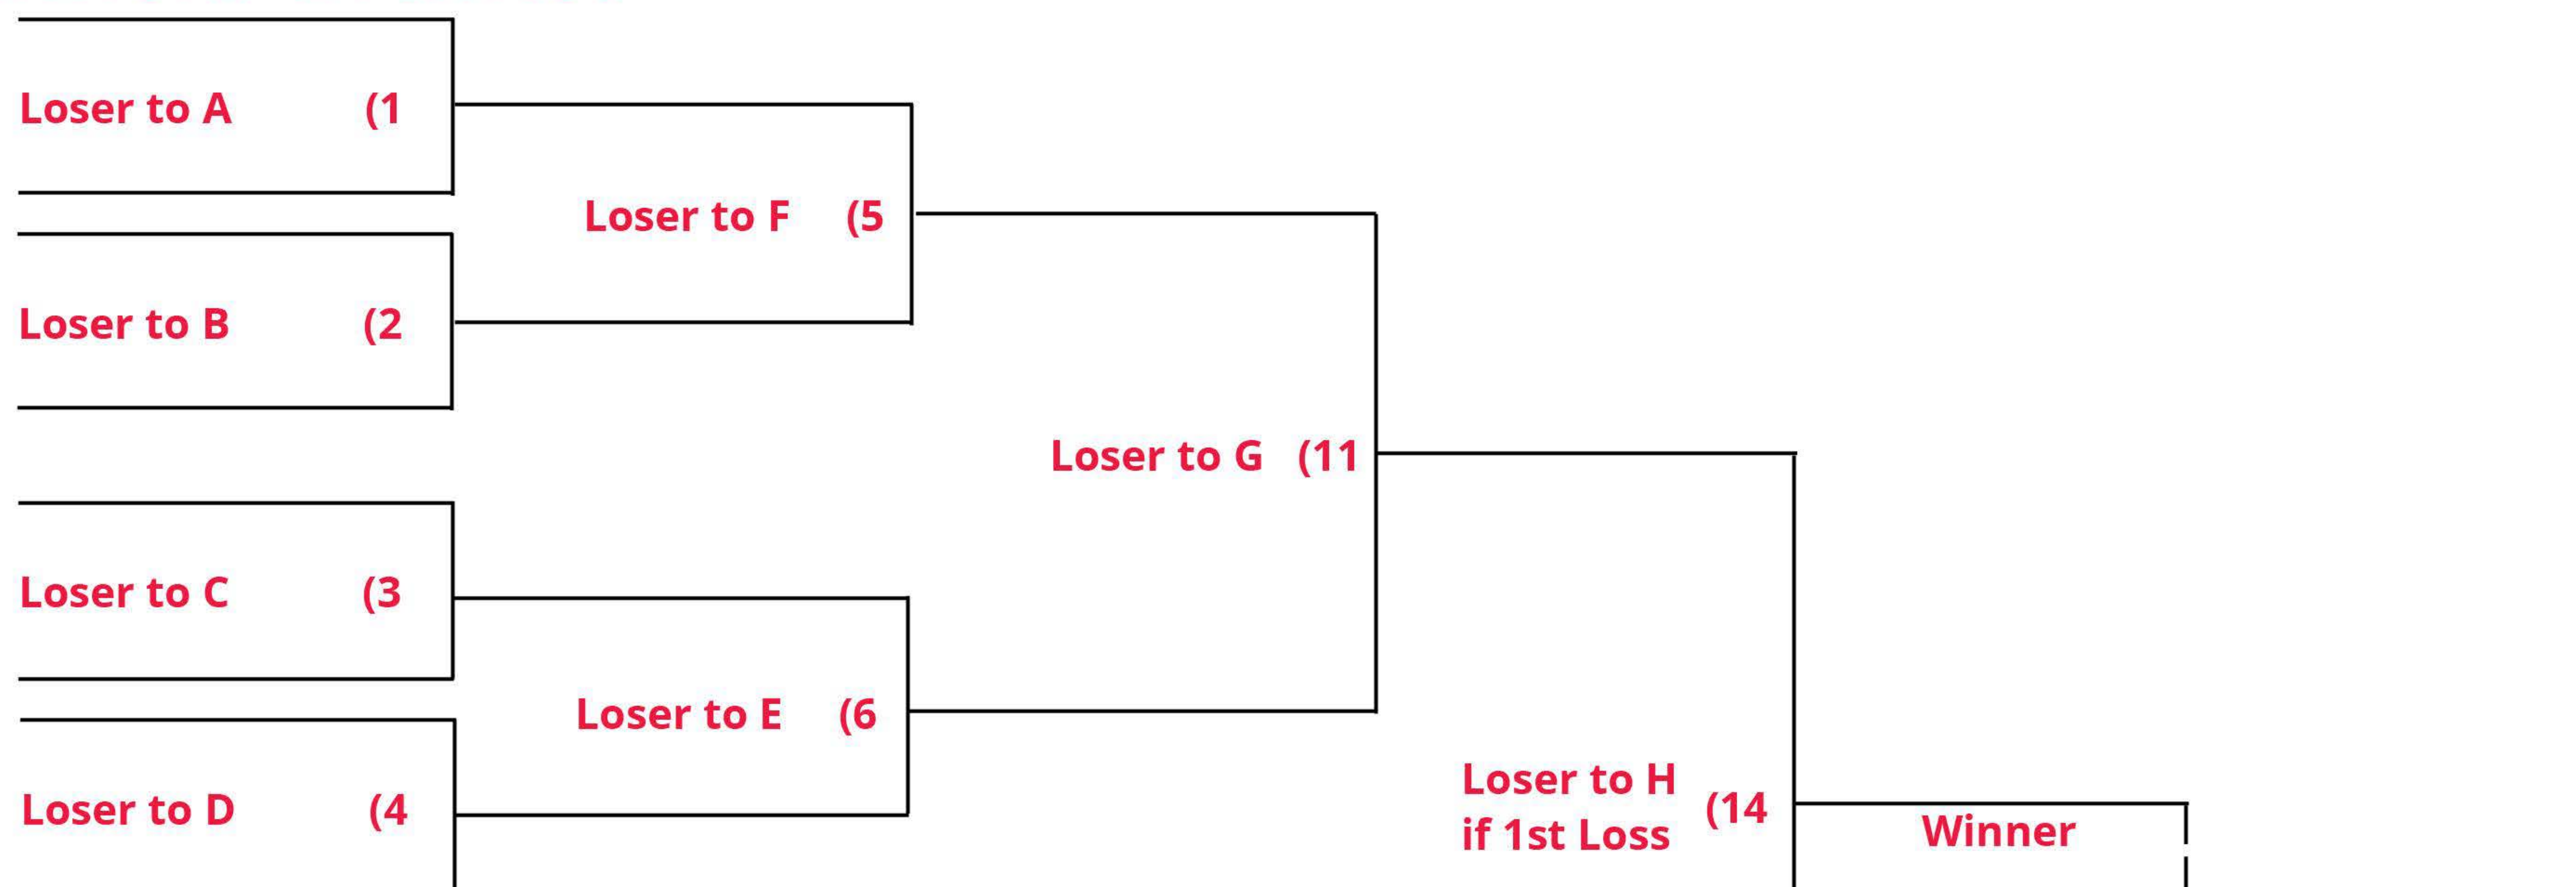 Loser to A (1
Loser to F (5
Loser to B (2
Loser to G (11
Loser to C (3
Loser to E (6
Loser to D (4
Loser to H
if 1st Loss (14
Winner